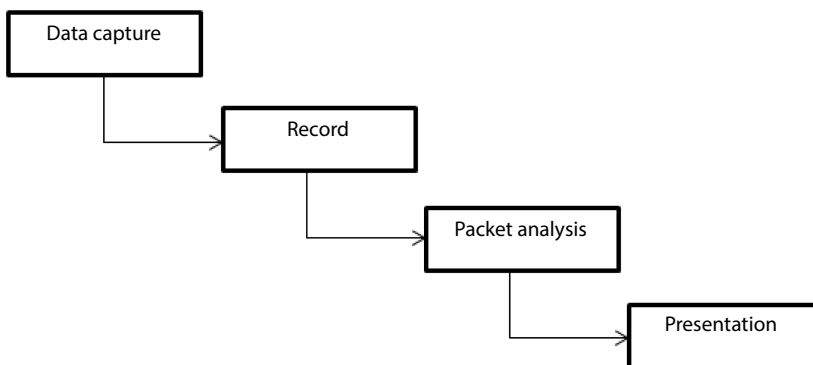 Data capture
Record
Packet analysis
Presentation